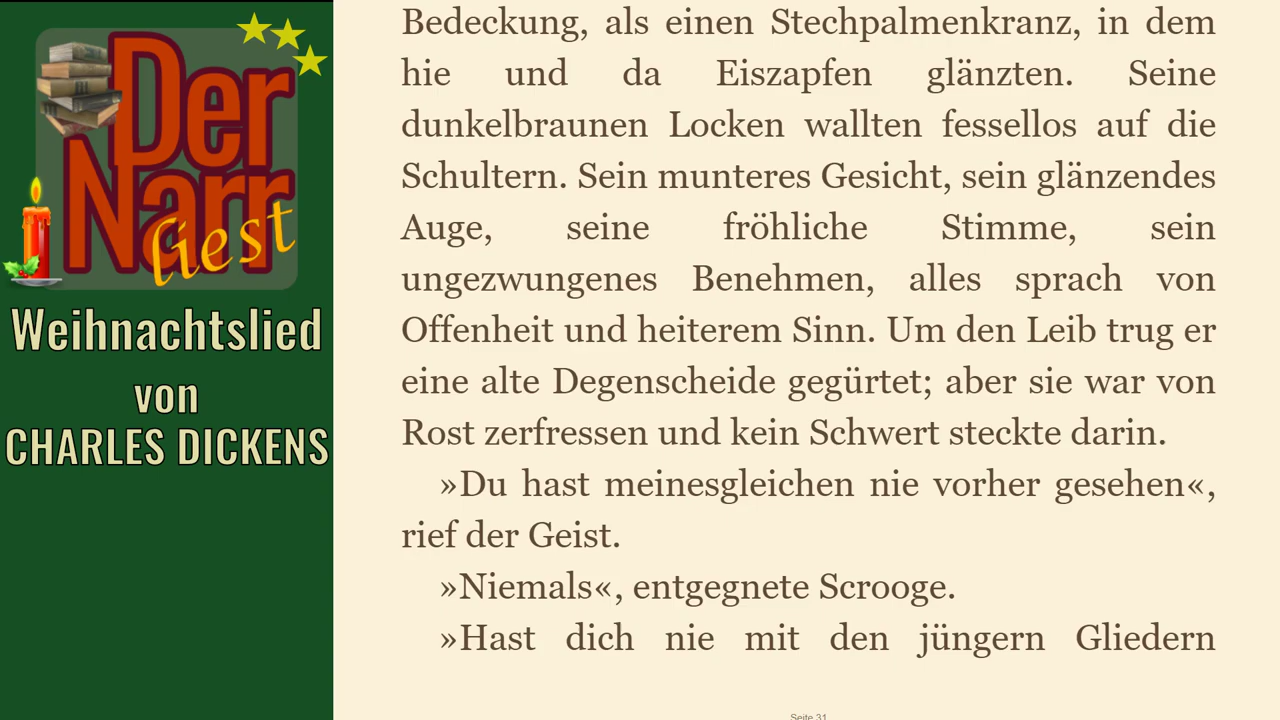 Der
Narr
liest
Weihnachtslied
von
CHARLES DICKENS
Bedeckung, als einen Stechpalmenkranz, in dem
hie und da Eiszapfen glänzten. Seine
dunkelbraunen Locken wallten fessellos auf die
Schultern. Sein munteres Gesicht, sein glänzendes
Auge, seine fröhliche Stimme, sein
ungezwungenes Benehmen, alles sprach von
Offenheit und heiterem Sinn. Um den Leib trug er
eine alte Degenscheide gegürtet; aber sie war von
Rost zerfressen und kein Schwert steckte darin.
»Du hast meinesgleichen nie vorher gesehen«,
rief der Geist.
»Niemals«, entgegnete Scrooge.
»Hast dich nie mit den jüngern Gliedern
Seite 31